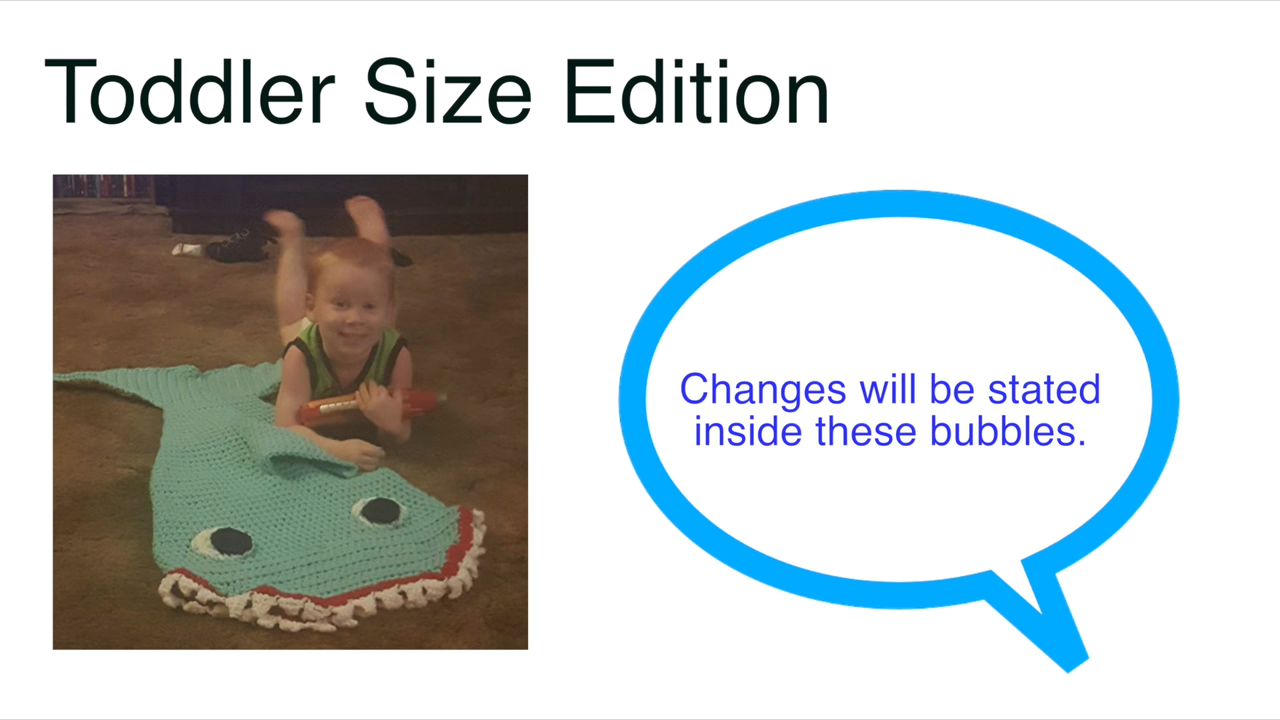 Toddler Size Edition
Changes will be stated
inside these bubbles.